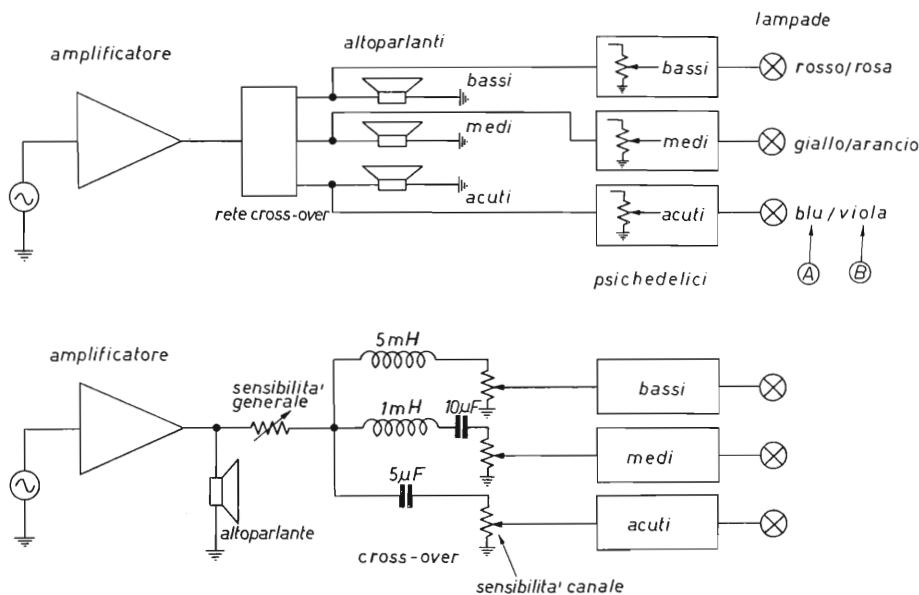 lampade
amplificatore
altoparlanti
bassi
bassi
rosso/rosa
medi
medi
giallo/arancio
acuti
acuti
blu/viola
rete cross-over
A
B
psichedelici
amplificatore
5mH
sensibilita'
generale
bassi
1mH
10µF
medi
5µF
acuti
altoparlante
cross-over
sensibilita' canale